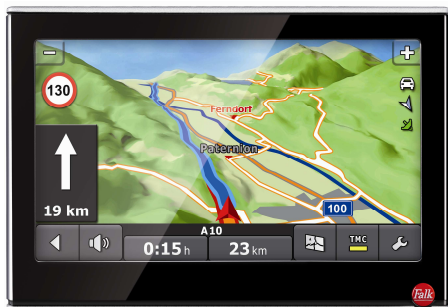 130
Ferndorf
Paternion
19 km
100
A10
0:15 h
23 km
TMC
Falk